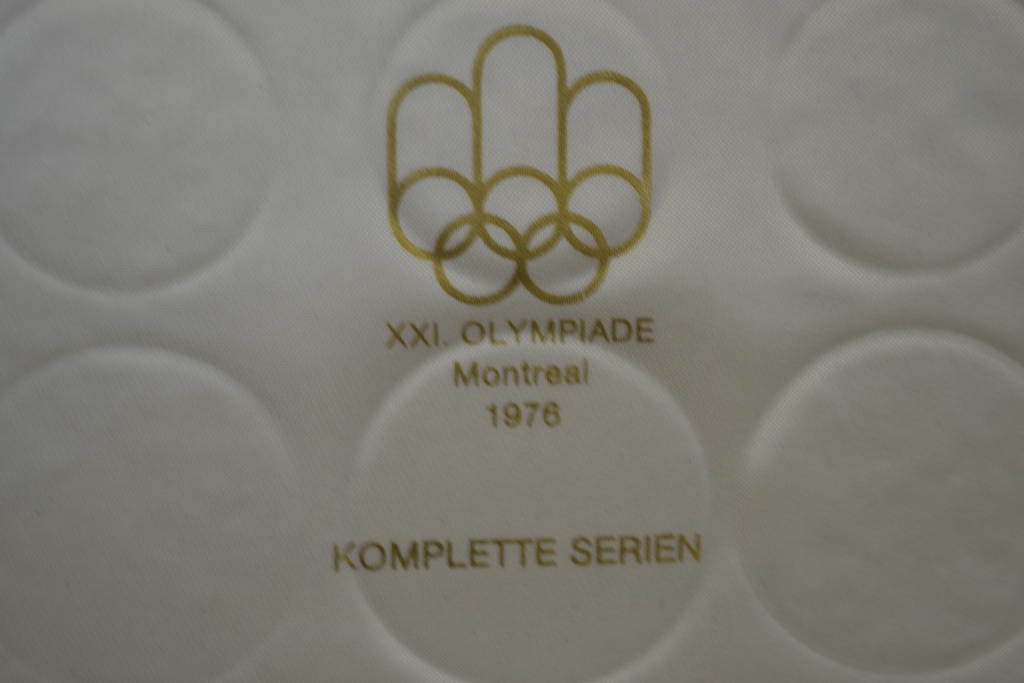 XXI. OLYMPIADE
Montreal
1976
KOMPLETTE SERIEN